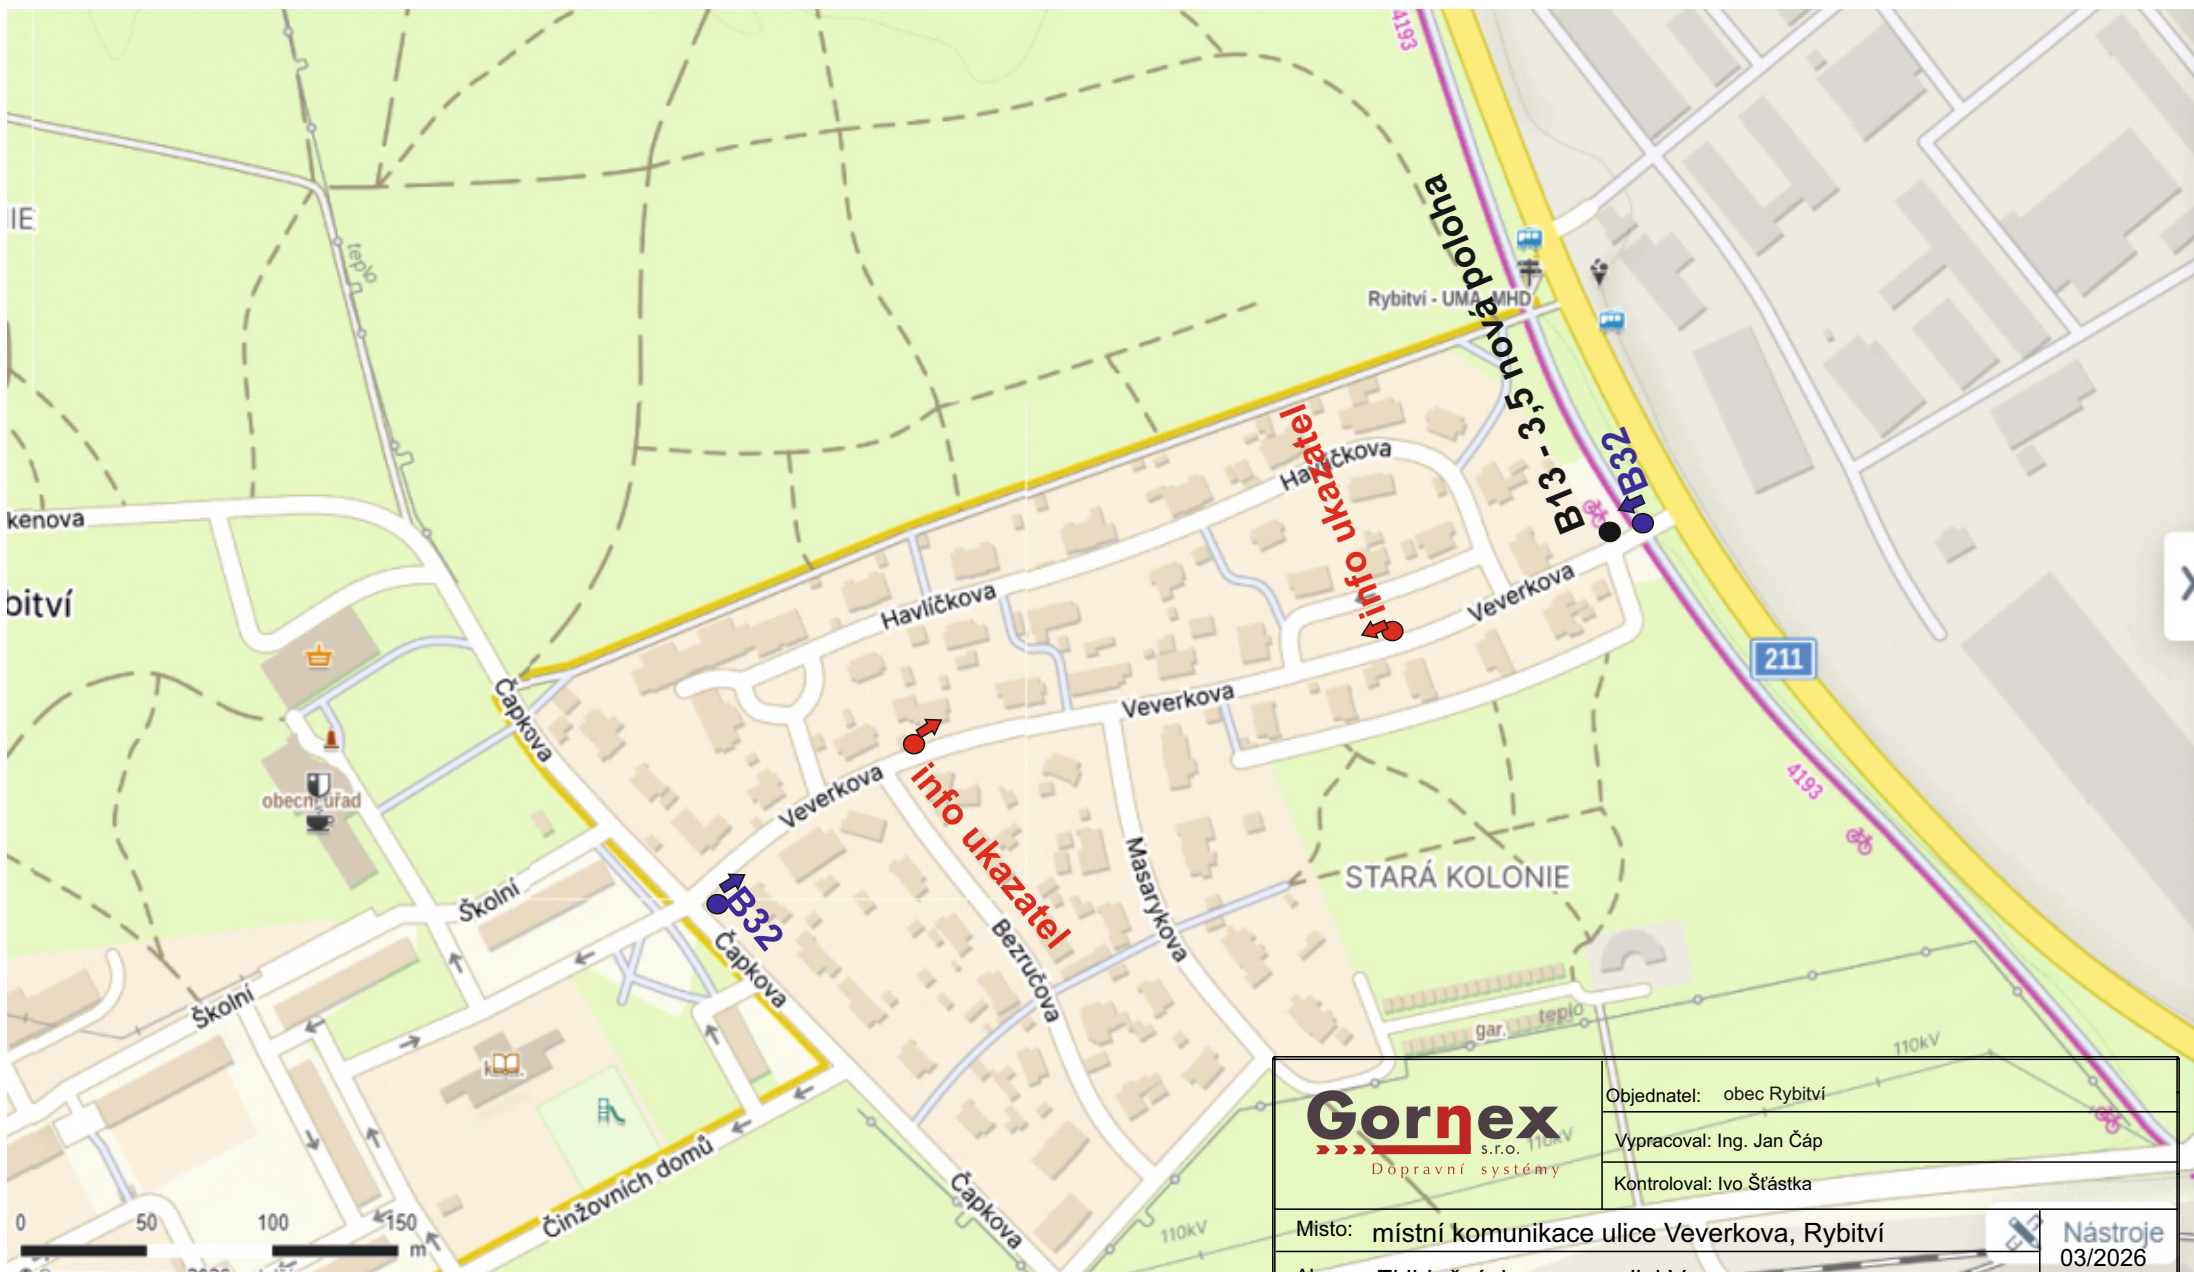 4193
NIE
teplo
Rybitví - UMA, MHD
B13 - 3,5 nová poloha
B32
info ukazatel
Havlíčkova
kenova
bitví
Havlíčkova
Veverkova
211
Čapkova
Veverkova
Veverkova
info ukazatel
obecní úřad
4193
Masarykova
STARÁ KOLONIE
Školní
B32
Čapkova
Bezručova
Školní
teplo
gar.
110kV
Činžovních domů
Čapkova
110kV
110kV
0 50 100 150 m
Gornex
s.r.o.
Dopravní systémy
Objednatel: obec Rybitví
Vypracoval: Ing. Jan Čáp
Kontroloval: Ivo Šťástka
Misto: místní komunikace ulice Veverkova, Rybitví
Nástroje
03/2026